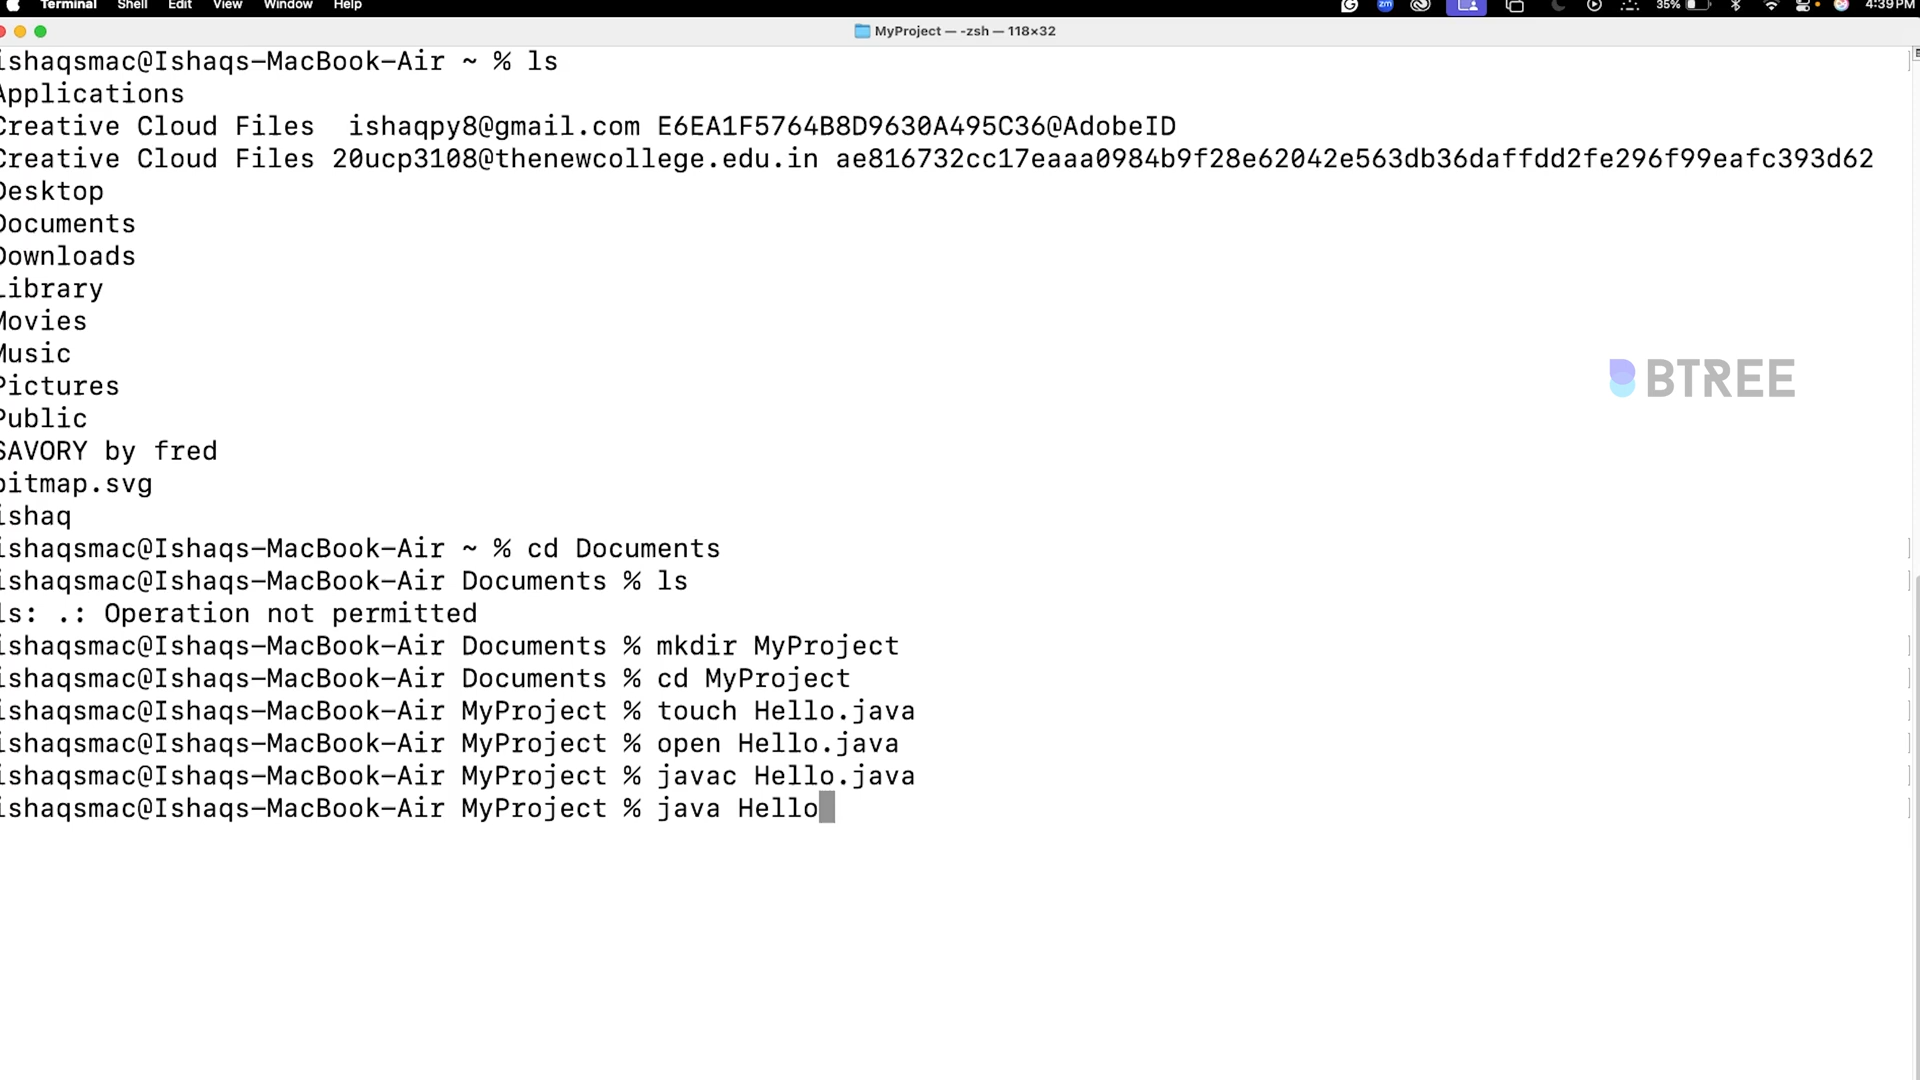 Terminal Shell Edit View Window Help 35% 4:39 PM
MyProject — -zsh — 118×32
ishaqsmac@Ishaqs-MacBook-Air ~ % ls
Applications
Creative Cloud Files  ishaqpy8@gmail.com E6EA1F5764B8D9630A495C36@AdobeID
Creative Cloud Files 20ucp3108@thenewcollege.edu.in ae816732cc17eaaa0984b9f28e62042e563db36daffdd2fe296f99eafc393d62
Desktop
Documents
Downloads
Library
Movies
Music
Pictures
BTREE
Public
SAVORY by fred
bitmap.svg
ishaq
ishaqsmac@Ishaqs-MacBook-Air ~ % cd Documents
ishaqsmac@Ishaqs-MacBook-Air Documents % ls
ls: .: Operation not permitted
ishaqsmac@Ishaqs-MacBook-Air Documents % mkdir MyProject
ishaqsmac@Ishaqs-MacBook-Air Documents % cd MyProject
ishaqsmac@Ishaqs-MacBook-Air MyProject % touch Hello.java
ishaqsmac@Ishaqs-MacBook-Air MyProject % open Hello.java
ishaqsmac@Ishaqs-MacBook-Air MyProject % javac Hello.java
ishaqsmac@Ishaqs-MacBook-Air MyProject % java Hello